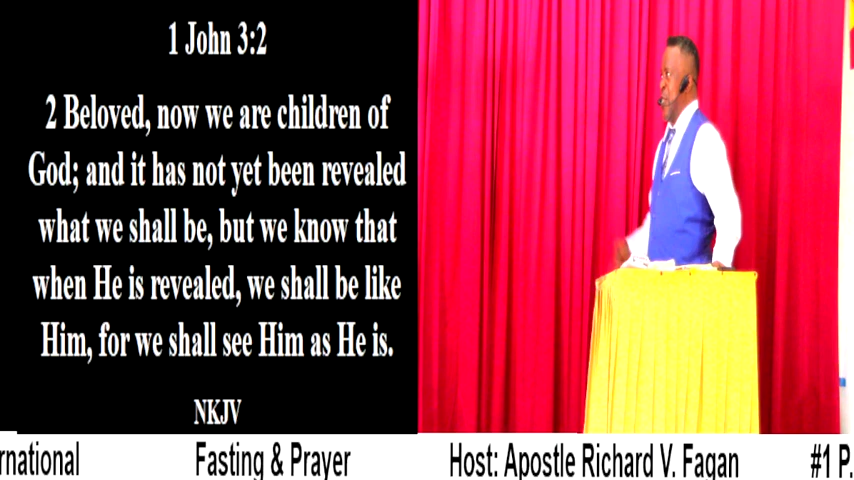 1 John 3:2
2 Beloved, now we are children of
God; and it has not yet been revealed
what we shall be, but we know that
when He is revealed, we shall be like
Him, for we shall see Him as He is.
NKJV
rnational Fasting & Prayer Host: Apostle Richard V. Fagan #1 P.